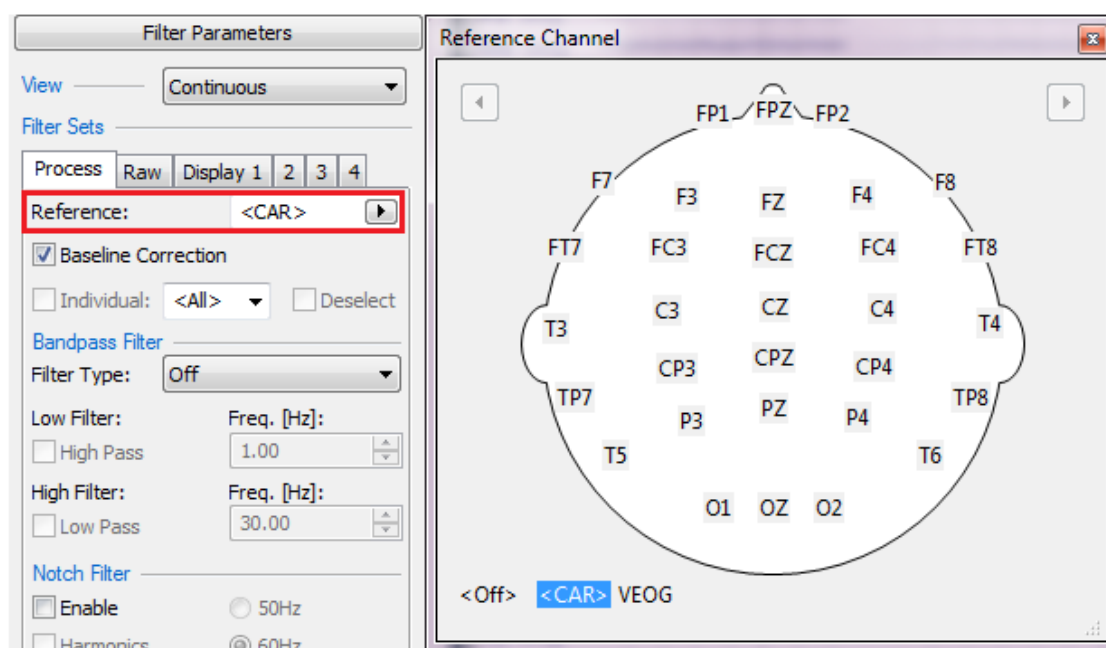 Filter Parameters
View
Continuous
Filter Sets
Process Raw Display 1 2 3 4
Reference: <CAR>
Baseline Correction
Individual: <All> Deselect
Bandpass Filter
Filter Type: Off
Low Filter: Freq. [Hz]:
High Pass 1.00
High Filter: Freq. [Hz]:
Low Pass 30.00
Notch Filter
Enable 50Hz
Harmonics 60Hz
Reference Channel
FP1 FPZ FP2
F7 F3 FZ F4 F8
FT7 FC3 FCZ FC4 FT8
T3 C3 CZ C4 T4
CP3 CPZ CP4
TP7 P3 PZ P4 TP8
T5 T6
O1 OZ O2
<Off> <CAR> VEOG